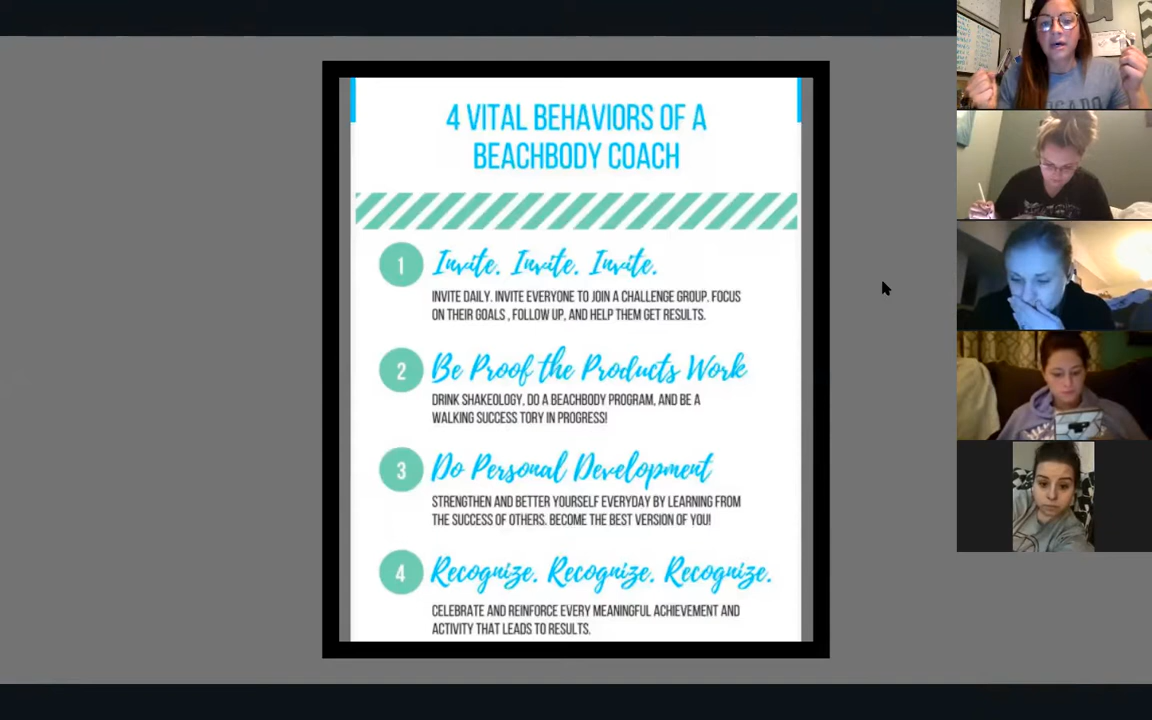 4 VITAL BEHAVIORS OF A
BEACHBODY COACH
1
Invite. Invite. Invite.
INVITE DAILY. INVITE EVERYONE TO JOIN A CHALLENGE GROUP. FOCUS
ON THEIR GOALS , FOLLOW UP, AND HELP THEM GET RESULTS.
2
Be Proof the Products Work
DRINK SHAKEOLOGY, DO A BEACHBODY PROGRAM, AND BE A
WALKING SUCCESS TORY IN PROGRESS!
3
Do Personal Development
STRENGTHEN AND BETTER YOURSELF EVERYDAY BY LEARNING FROM
THE SUCCESS OF OTHERS. BECOME THE BEST VERSION OF YOU!
4
Recognize. Recognize. Recognize.
CELEBRATE AND REINFORCE EVERY MEANINGFUL ACHIEVEMENT AND
ACTIVITY THAT LEADS TO RESULTS.